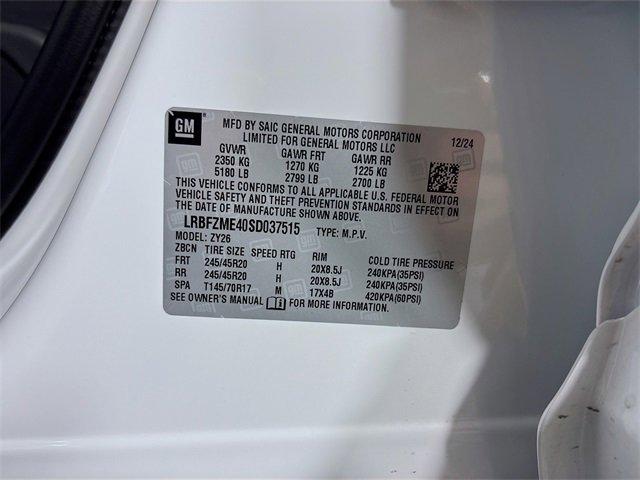 GM
MFD BY SAIC GENERAL MOTORS CORPORATION 12/24
LIMITED FOR GENERAL MOTORS LLC
GVWR GAWR FRT GAWR RR
2350 KG 1270 KG 1225 KG
5180 LB 2799 LB 2700 LB
THIS VEHICLE CONFORMS TO ALL APPLICABLE U.S. FEDERAL MOTOR
VEHICLE SAFETY AND THEFT PREVENTION STANDARDS IN EFFECT ON
THE DATE OF MANUFACTURE SHOWN ABOVE.
LRBFZME40SD037515 TYPE: M.P.V.
MODEL: ZY26
ZBCN TIRE SIZE SPEED RTG RIM COLD TIRE PRESSURE
FRT 245/45R20 H 20X8.5J 240KPA(35PSI)
RR 245/45R20 H 20X8.5J 240KPA(35PSI)
SPA T145/70R17 M 17X4B 420KPA(60PSI)
SEE OWNER'S MANUAL FOR MORE INFORMATION.